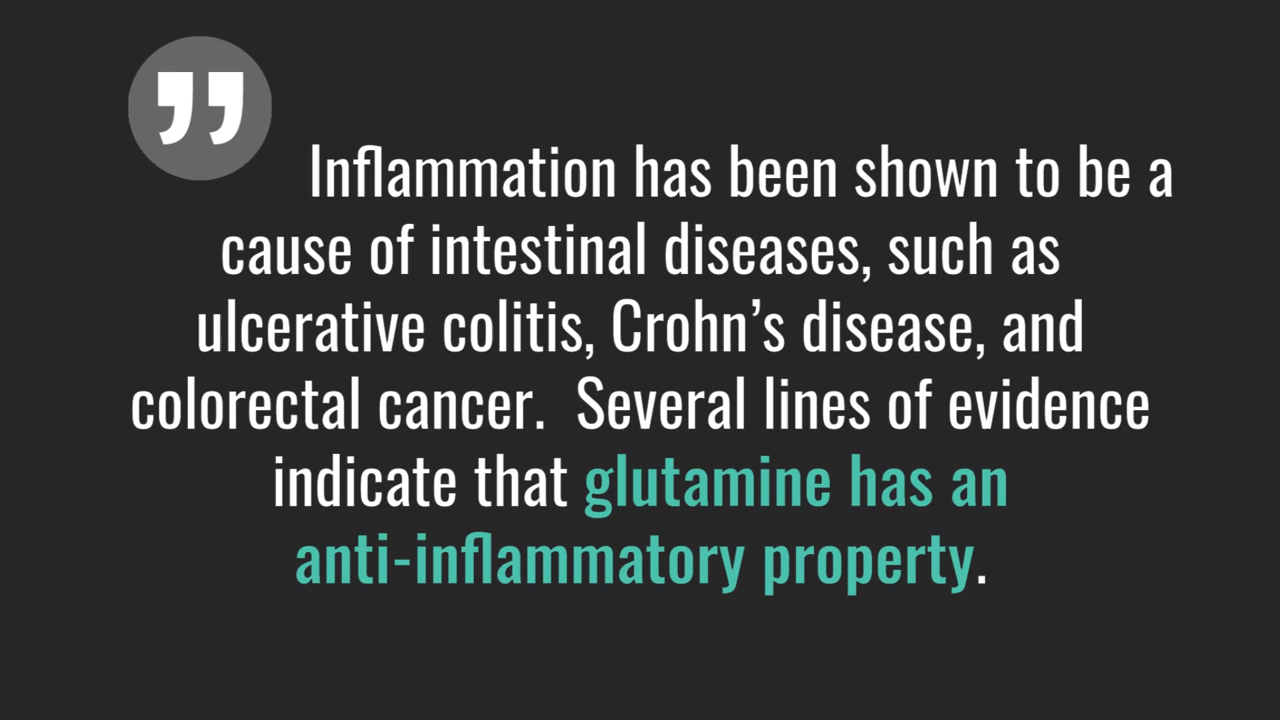 ”
Inflammation has been shown to be a
cause of intestinal diseases, such as
ulcerative colitis, Crohn’s disease, and
colorectal cancer.  Several lines of evidence
indicate that glutamine has an
anti-inflammatory property.